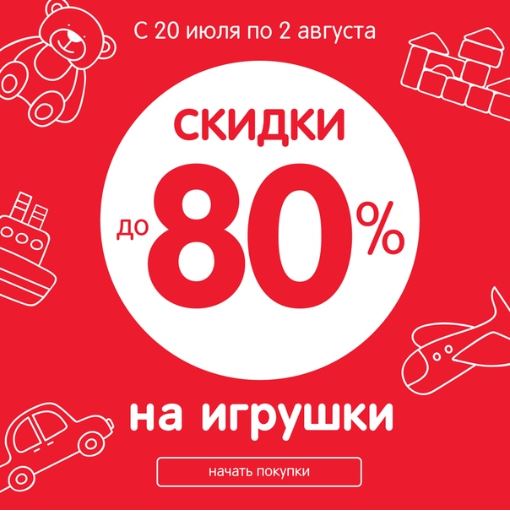 С 20 июля по 2 августа
скидки
до 80%
на игрушки
начать покупки